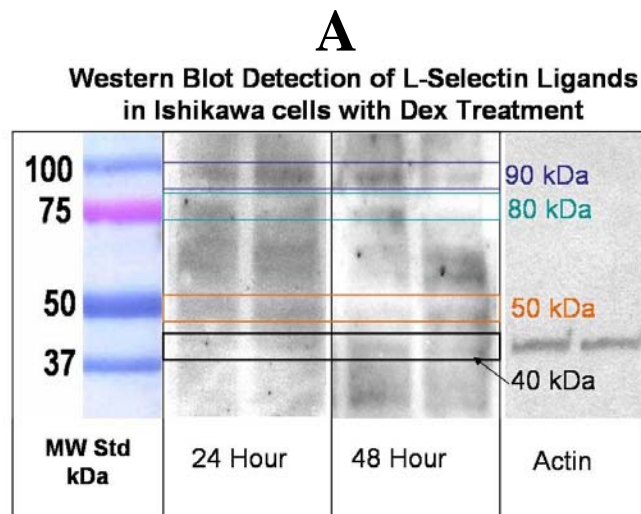 A
Western Blot Detection of L-Selectin Ligands
in Ishikawa cells with Dex Treatment
100
75
50
37
90 kDa
80 kDa
50 kDa
40 kDa
MW Std
kDa
24 Hour
48 Hour
Actin